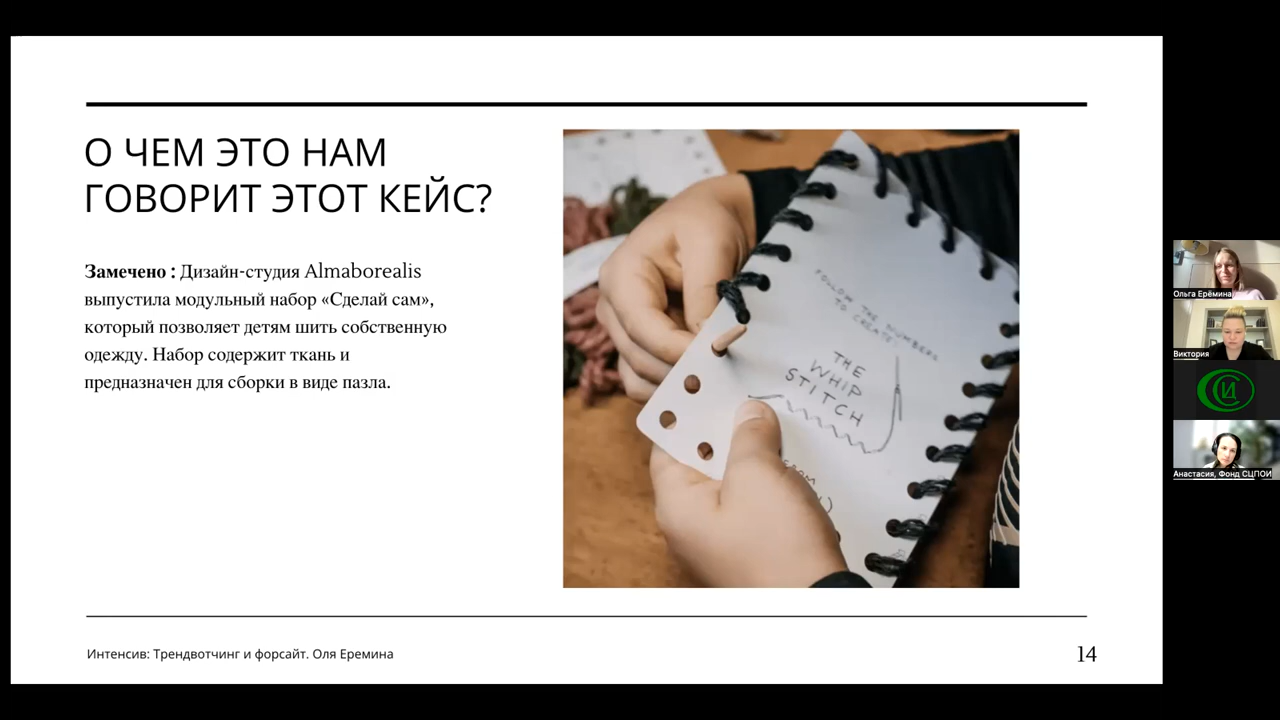 О ЧЕМ ЭТО НАМ
ГОВОРИТ ЭТОТ КЕЙС?
Замечено : Дизайн-студия Almaborealis
выпустила модульный набор «Сделай сам»,
который позволяет детям шить собственную
одежду. Набор содержит ткань и
предназначен для сборки в виде пазла.
FOLLOW THE NUMBERS
TO CREATE
THE
WHIP
STITCH
Интенсив: Трендвотчинг и форсайт. Оля Еремина
14
Ольга Ерёмина
Виктория
Анастасия, Фонд СЦПОИ